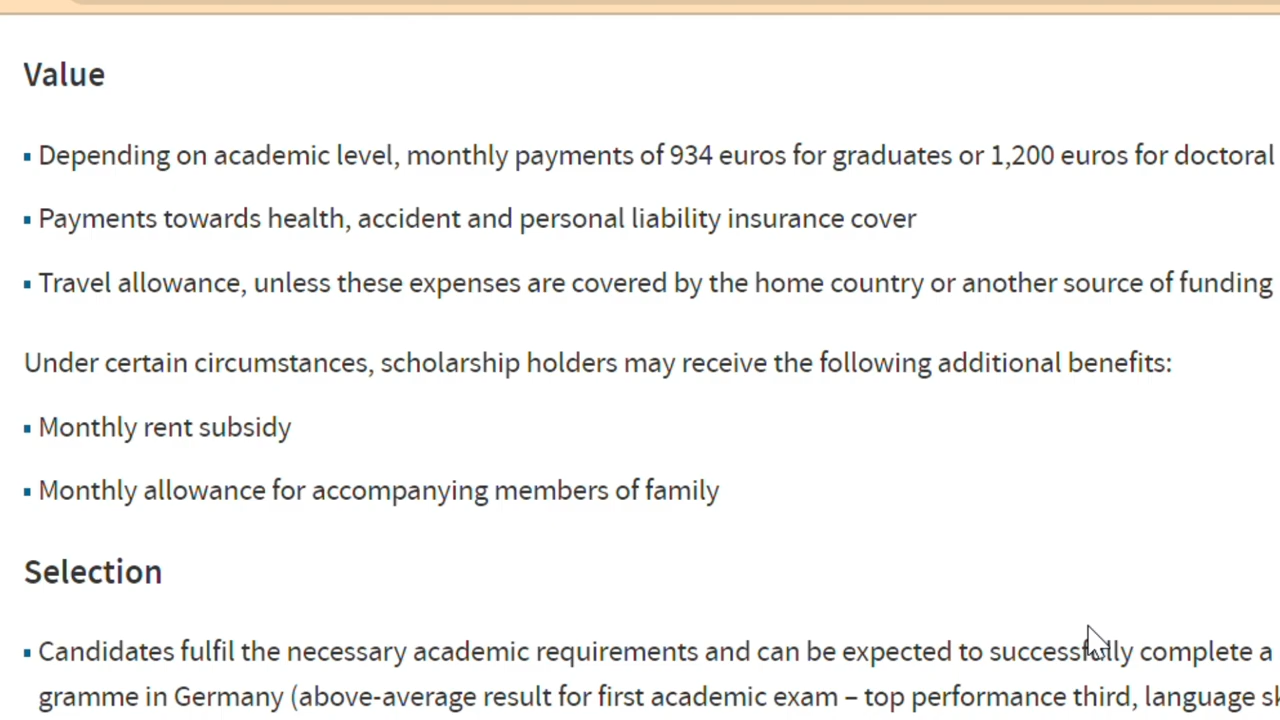 Value
▪ Depending on academic level, monthly payments of 934 euros for graduates or 1,200 euros for doctoral
▪ Payments towards health, accident and personal liability insurance cover
▪ Travel allowance, unless these expenses are covered by the home country or another source of funding
Under certain circumstances, scholarship holders may receive the following additional benefits:
▪ Monthly rent subsidy
▪ Monthly allowance for accompanying members of family
Selection
▪ Candidates fulfil the necessary academic requirements and can be expected to successfully complete a
gramme in Germany (above-average result for first academic exam – top performance third, language